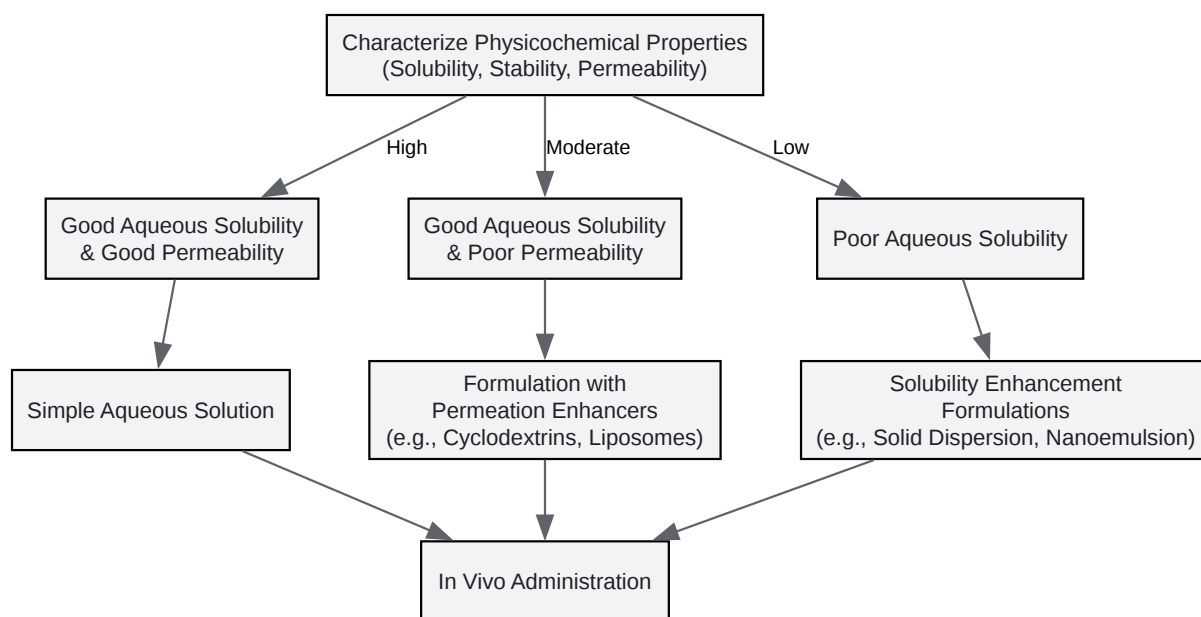 Characterize Physicochemical Properties
(Solubility, Stability, Permeability)
High
Moderate
Low
Good Aqueous Solubility
& Good Permeability
Good Aqueous Solubility
& Poor Permeability
Poor Aqueous Solubility
Simple Aqueous Solution
Formulation with
Permeation Enhancers
(e.g., Cyclodextrins, Liposomes)
Solubility Enhancement
Formulations
(e.g., Solid Dispersion, Nanoemulsion)
In Vivo Administration